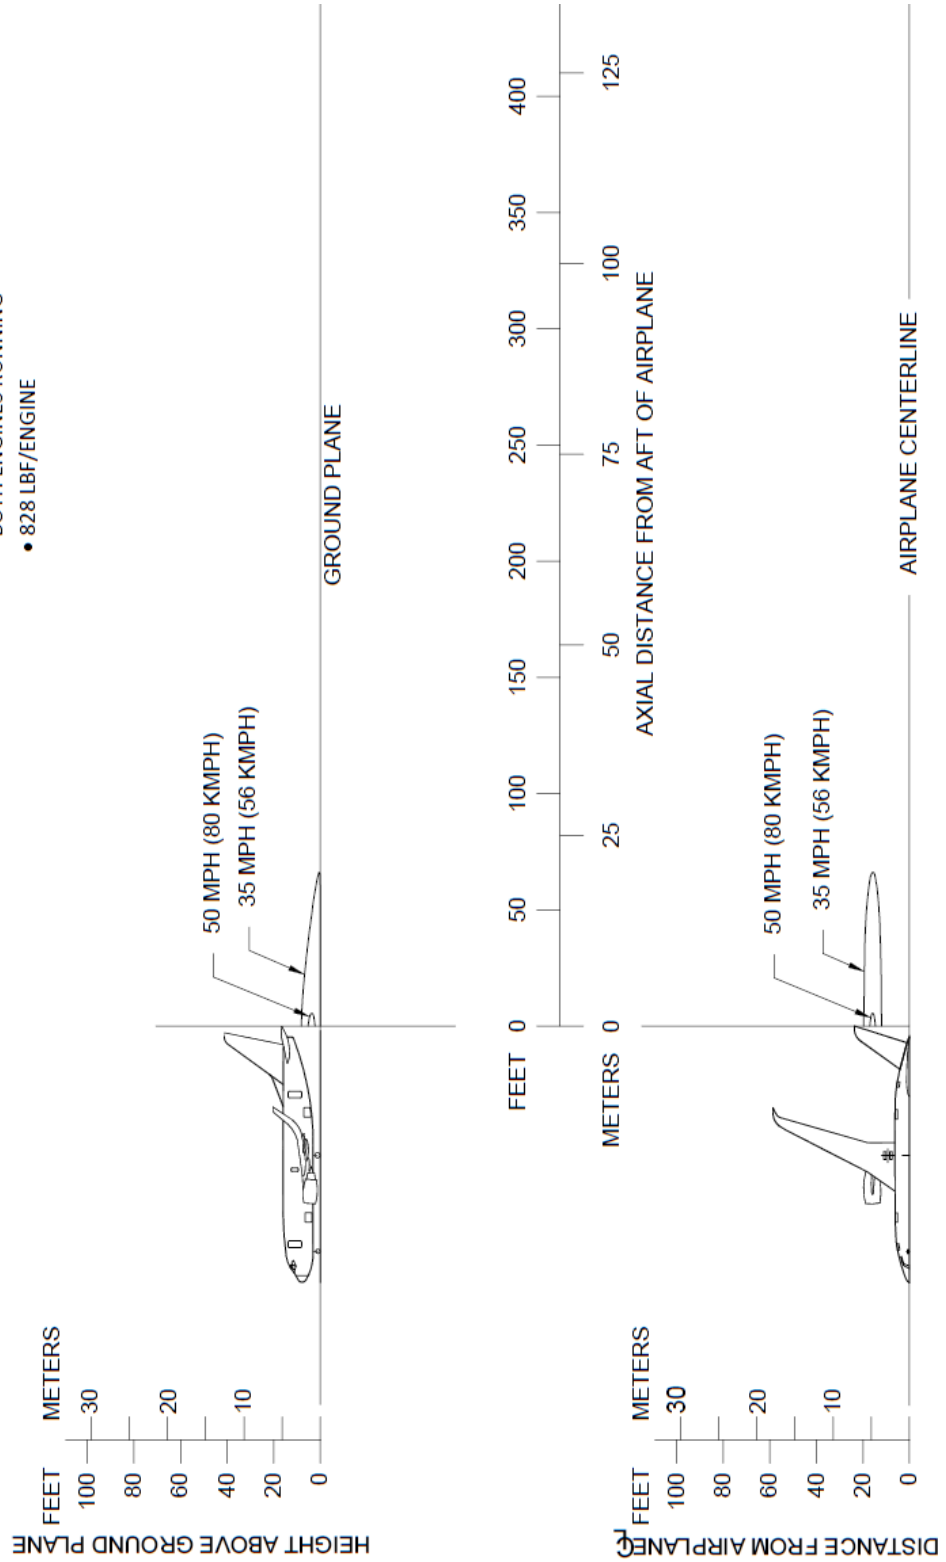 • 828 LBF/ENGINE
HEIGHT ABOVE GROUND PLANE
FEET
METERS
100
80
60
40
20
0
30
20
10
50 MPH (80 KMPH)
35 MPH (56 KMPH)
GROUND PLANE
FEET
0
50
100
150
200
250
300
350
400
METERS
0
25
50
75
100
125
AXIAL DISTANCE FROM AFT OF AIRPLANE
DISTANCE FROM AIRPLANE
FEET
METERS
100
80
60
40
20
0
30
20
10
50 MPH (80 KMPH)
35 MPH (56 KMPH)
AIRPLANE CENTERLINE